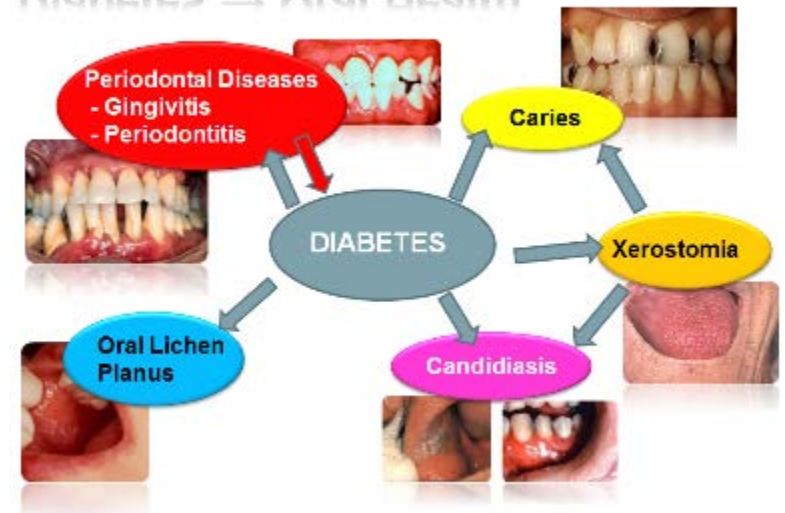 Periodontal Diseases
- Gingivitis
- Periodontitis
Caries
DIABETES
Xerostomia
Oral Lichen
Planus
Candidiasis